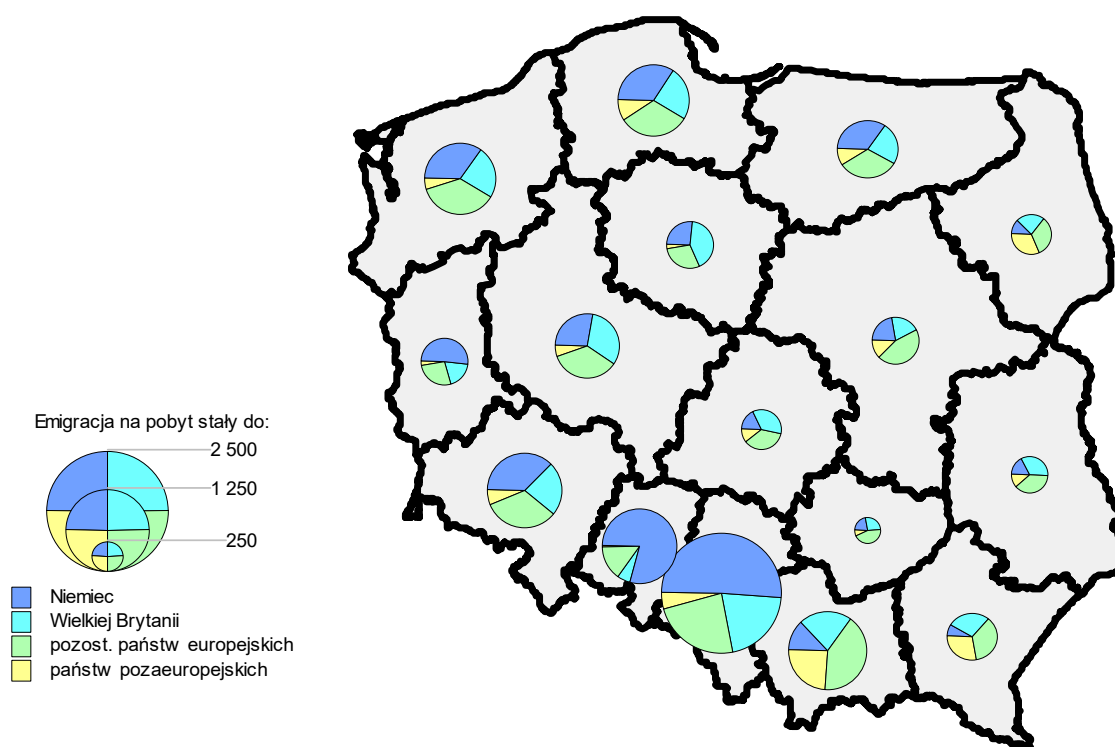 Emigracja na pobyt stały do:
2 500
1 250
250
Niemiec
Wielkiej Brytanii
pozost. państw europejskich
państw pozaeuropejskich